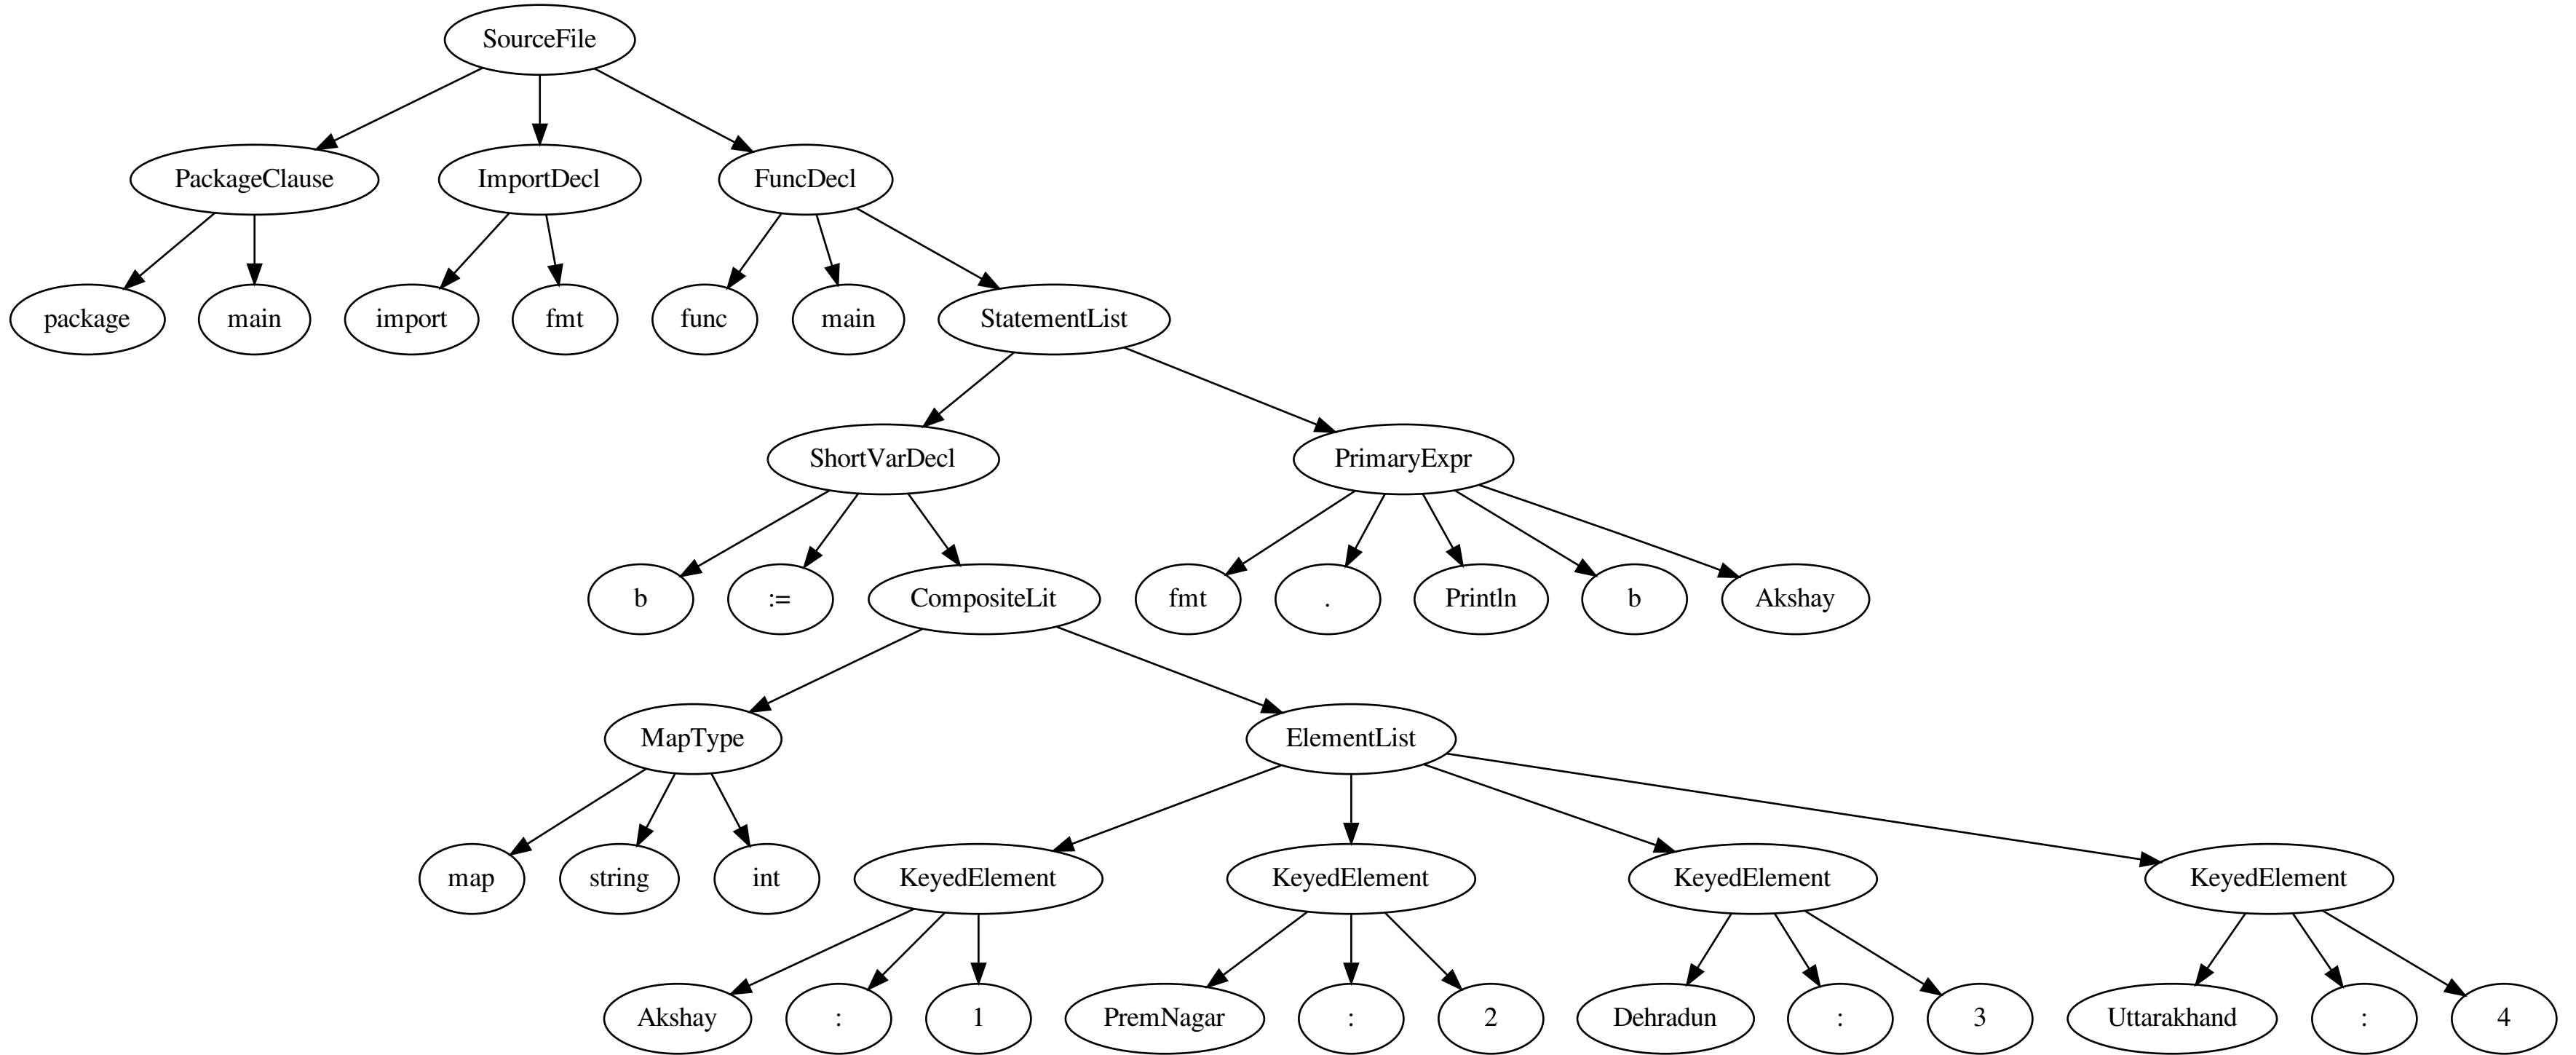 SourceFile
PackageClause ImportDecl FuncDecl
package main import fmt func main StatementList
ShortVarDecl PrimaryExpr
b := CompositeLit fmt . Println b Akshay
MapType ElementList
map string int KeyedElement KeyedElement KeyedElement KeyedElement
Akshay : 1 PremNagar : 2 Dehradun : 3 Uttarakhand : 4